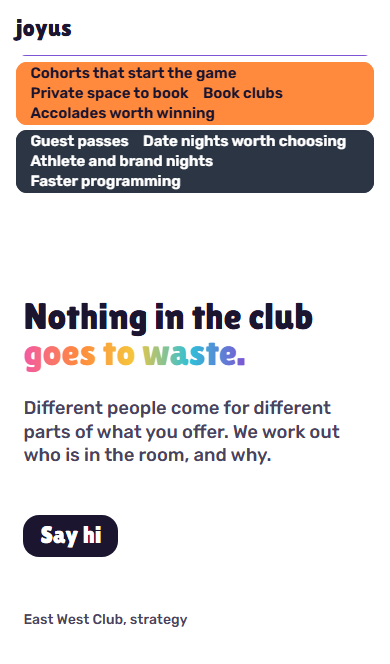 joyus
Cohorts that start the game
Private space to book Book clubs
Accolades worth winning
Guest passes Date nights worth choosing
Athlete and brand nights
Faster programming
Nothing in the club
goes to waste.
Different people come for different
parts of what you offer. We work out
who is in the room, and why.
Say hi
East West Club, strategy